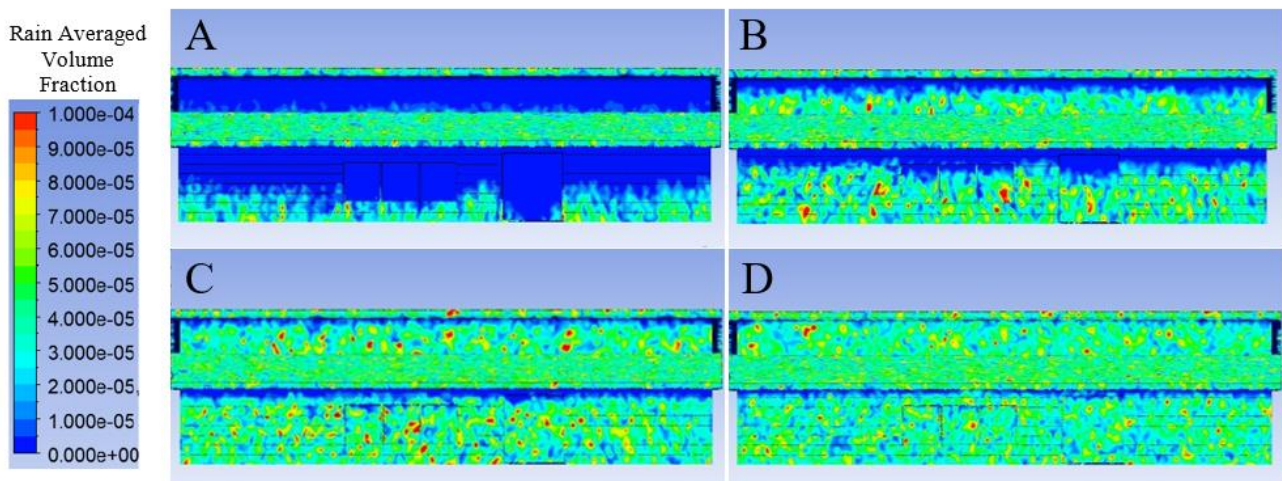 Rain Averaged
Volume
Fraction
1.000e-04
9.000e-05
8.000e-05
7.000e-05
6.000e-05
5.000e-05
4.000e-05
3.000e-05
2.000e-05
1.000e-05
0.000e+00
A
B
C
D